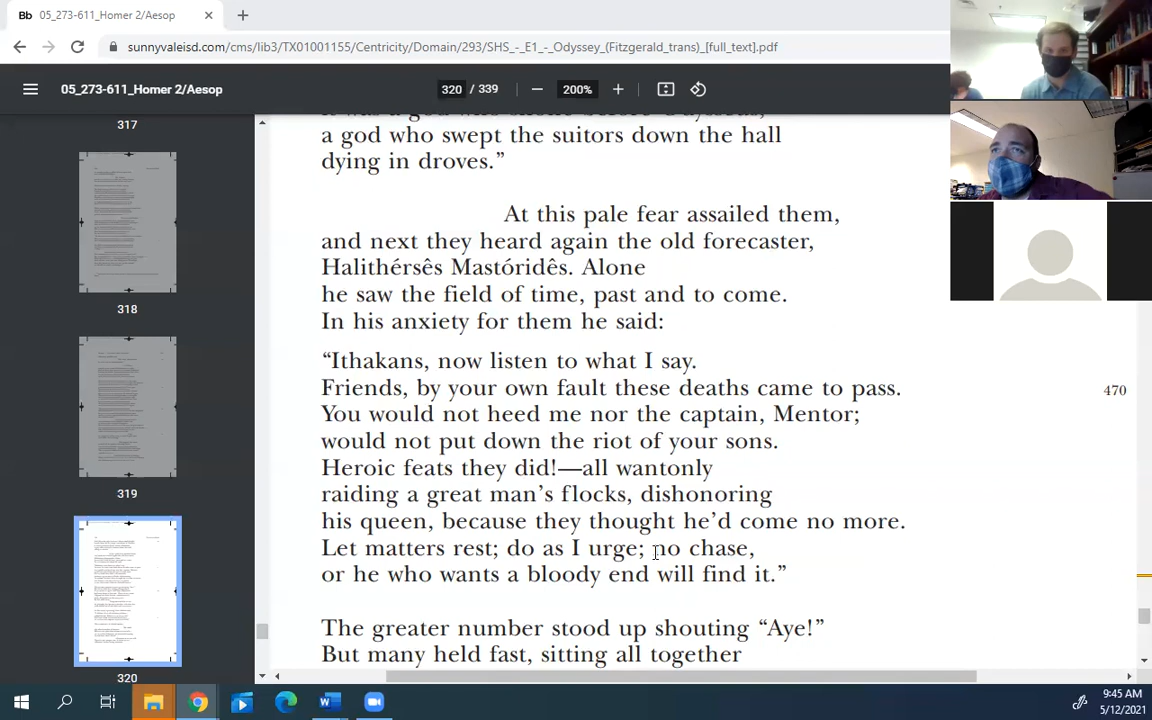 05_273-611_Homer 2/Aesop
sunnyvaleisd.com/cms/lib3/TX01001155/Centricity/Domain/293/SHS_-_E1_-_Odyssey_(Fitzgerald_trans)_[full_text].pdf
05_273-611_Homer 2/Aesop
320 / 339
200%
317
318
319
320
a god who swept the suitors down the hall
dying in droves.”
At this pale fear assailed them,
and next they heard again the old forecaster,
Halithérsês Mastóridês. Alone
he saw the field of time, past and to come.
In his anxiety for them he said:
“Ithakans, now listen to what I say.
Friends, by your own fault these deaths came to pass.
470
You would not heed me nor the captain, Mentor;
would not put down the riot of your sons.
Heroic feats they did!—all wantonly
raiding a great man’s flocks, dishonoring
his queen, because they thought he’d come no more.
Let matters rest; do as I urge; no chase,
or he who wants a bloody end will find it.”
The greater number stood up shouting “Aye!”
But many held fast, sitting all together
9:45 AM
5/12/2021